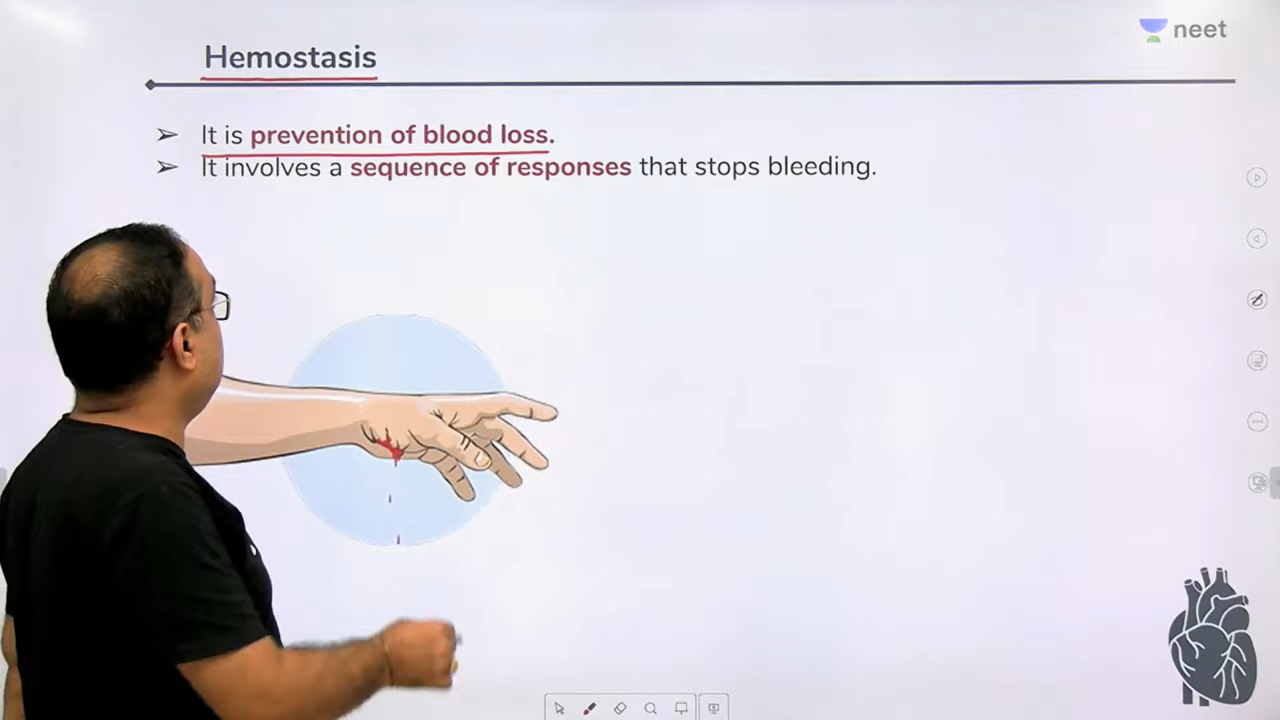 neet
Hemostasis
➢ It is prevention of blood loss.
➢ It involves a sequence of responses that stops bleeding.